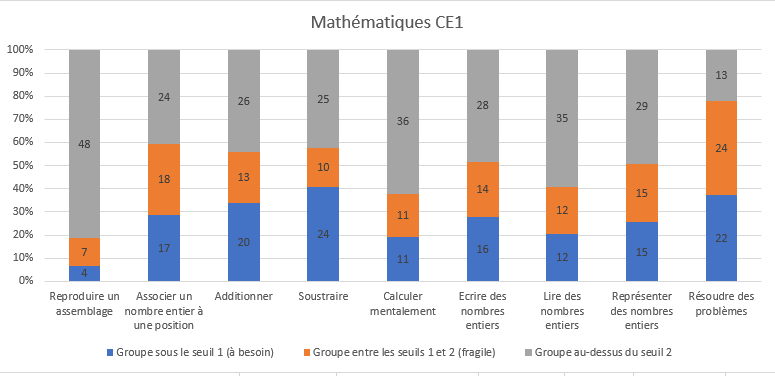 Mathématiques CE1
100%
90%
80%
70%
60%
50%
40%
30%
20%
10%
0%
48 24 26 25 36 28 35 29 13
7 18 13 10 11 14 12 15 24
4 17 20 24 11 16 12 15 22
Reproduire un
assemblage
Associer un
nombre entier à
une position
Additionner
Soustraire
Calculer
mentalement
Ecrire des
nombres
entiers
Lire des
nombres
entiers
Représenter
des nombres
entiers
Résoudre des
problèmes
Groupe sous le seuil 1 (à besoin) Groupe entre les seuils 1 et 2 (fragile) Groupe au-dessus du seuil 2